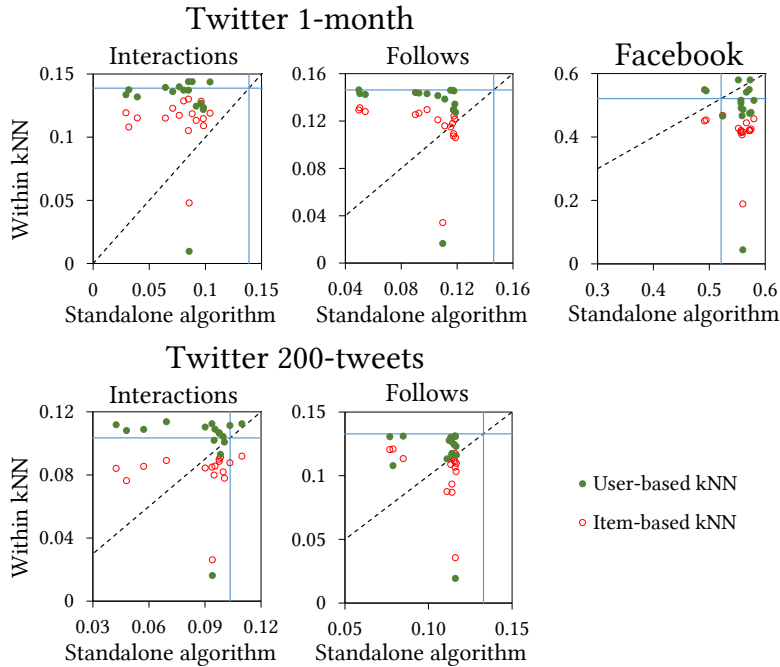 Twitter 1-month
Interactions
Follows
Facebook
Within kNN
0.15
0.1
0.05
0
0
0.05
0.1
0.15
Standalone algorithm
0.16
0.12
0.08
0.04
0
0.04
0.08
0.12
0.16
Standalone algorithm
0.6
0.4
0.2
0
0.3
0.4
0.5
0.6
Standalone algorithm
Twitter 200-tweets
Interactions
Follows
Within kNN
0.12
0.08
0.04
0
0.03
0.06
0.09
0.12
Standalone algorithm
0.15
0.1
0.05
0
0.05
0.10
0.15
Standalone algorithm
User-based kNN
Item-based kNN